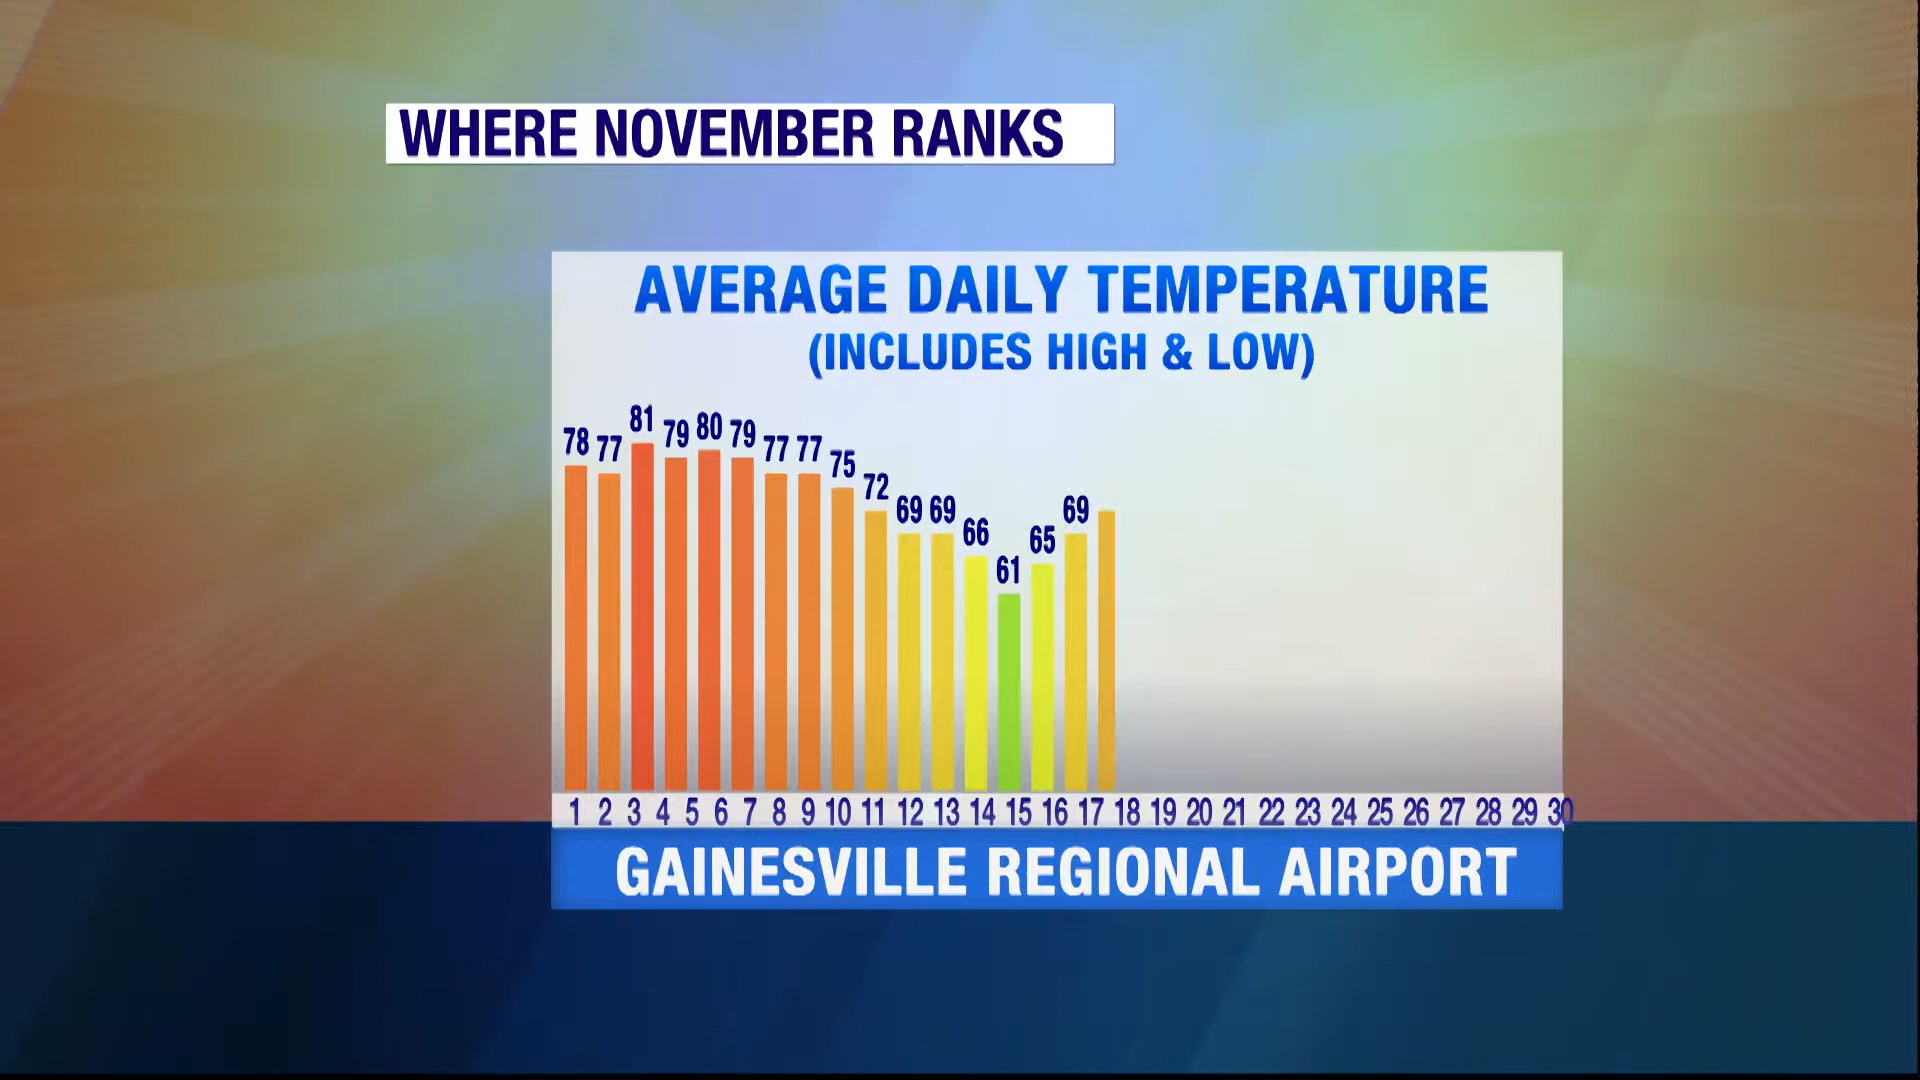 WHERE NOVEMBER RANKS
AVERAGE DAILY TEMPERATURE
(INCLUDES HIGH & LOW)
78 77 81 79 80 79 77 77 75 72 69 69 66 61 65 69
1 2 3 4 5 6 7 8 9 10 11 12 13 14 15 16 17 18 19 20 21 22 23 24 25 26 27 28 29 30
GAINESVILLE REGIONAL AIRPORT